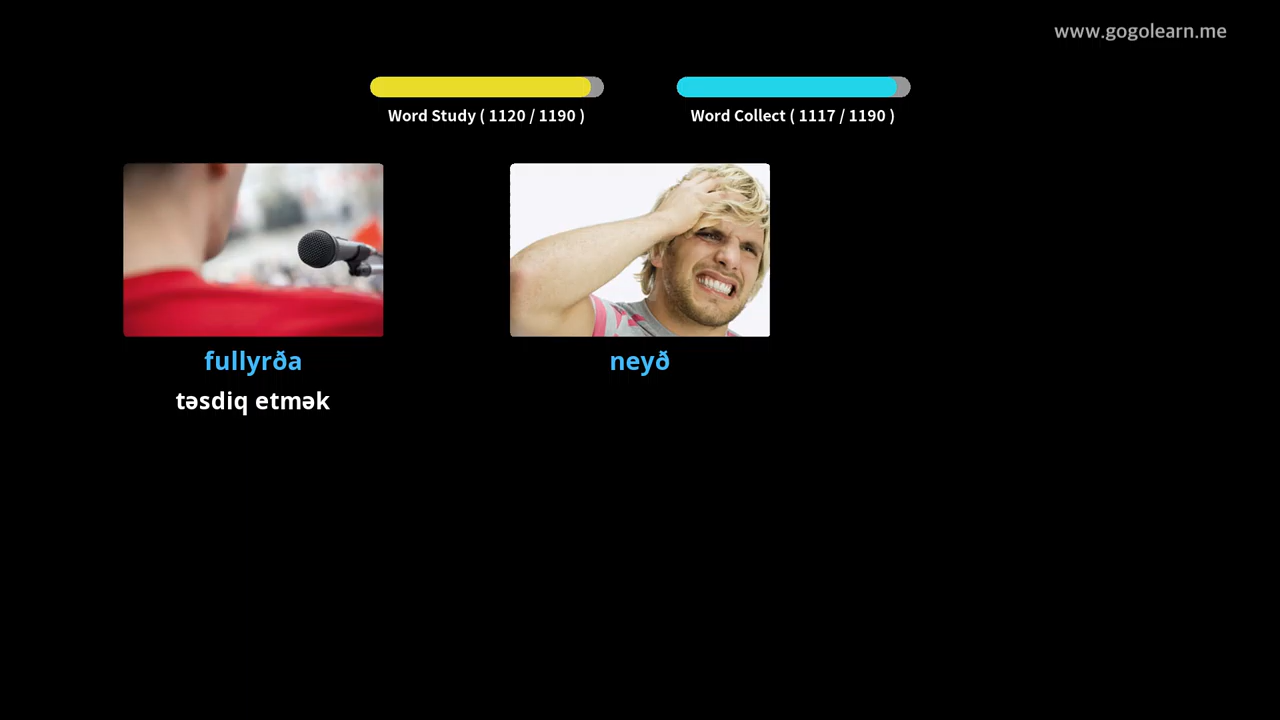 www.gogolearn.me
Word Study ( 1120 / 1190 )
Word Collect ( 1117 / 1190 )
fullyrða
neyð
təsdiq etmək